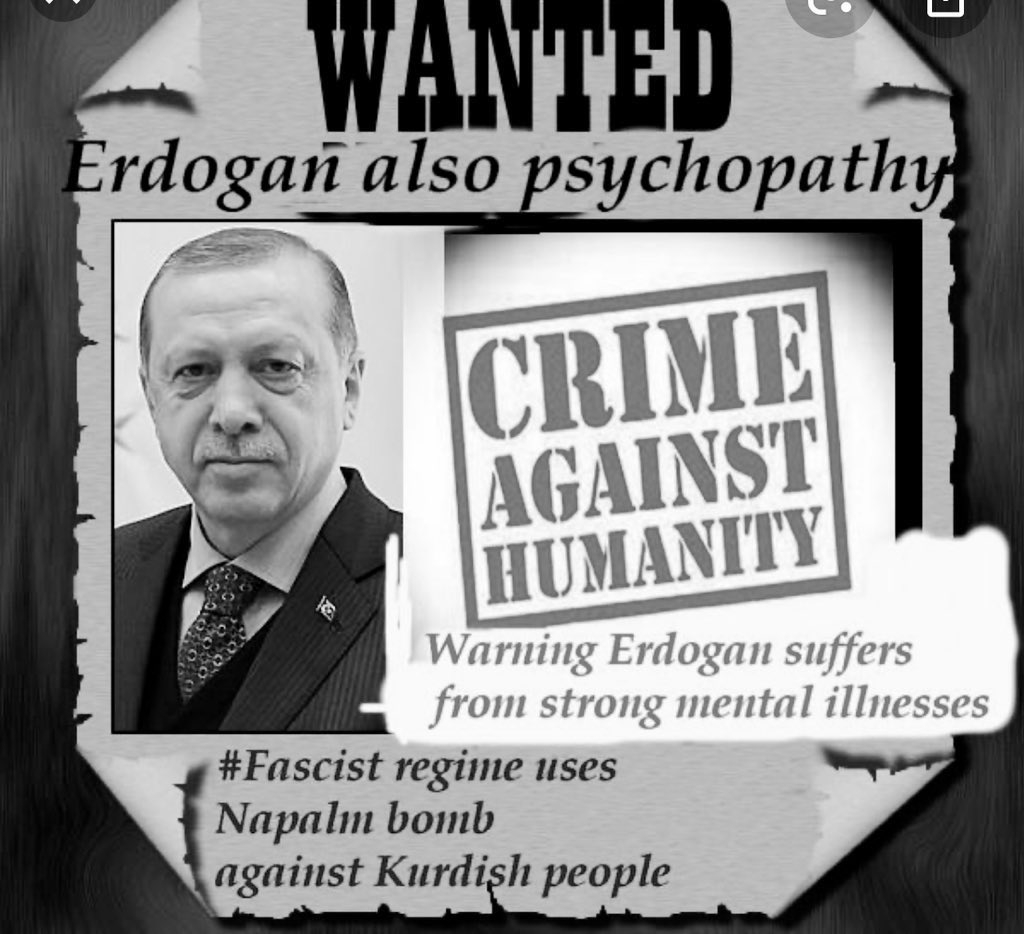 WANTED
Erdogan also psychopathy
CRIME
AGAINST
HUMANITY
Warning Erdogan suffers
from strong mental illnesses
#Fascist regime uses
Napalm bomb
against Kurdish people